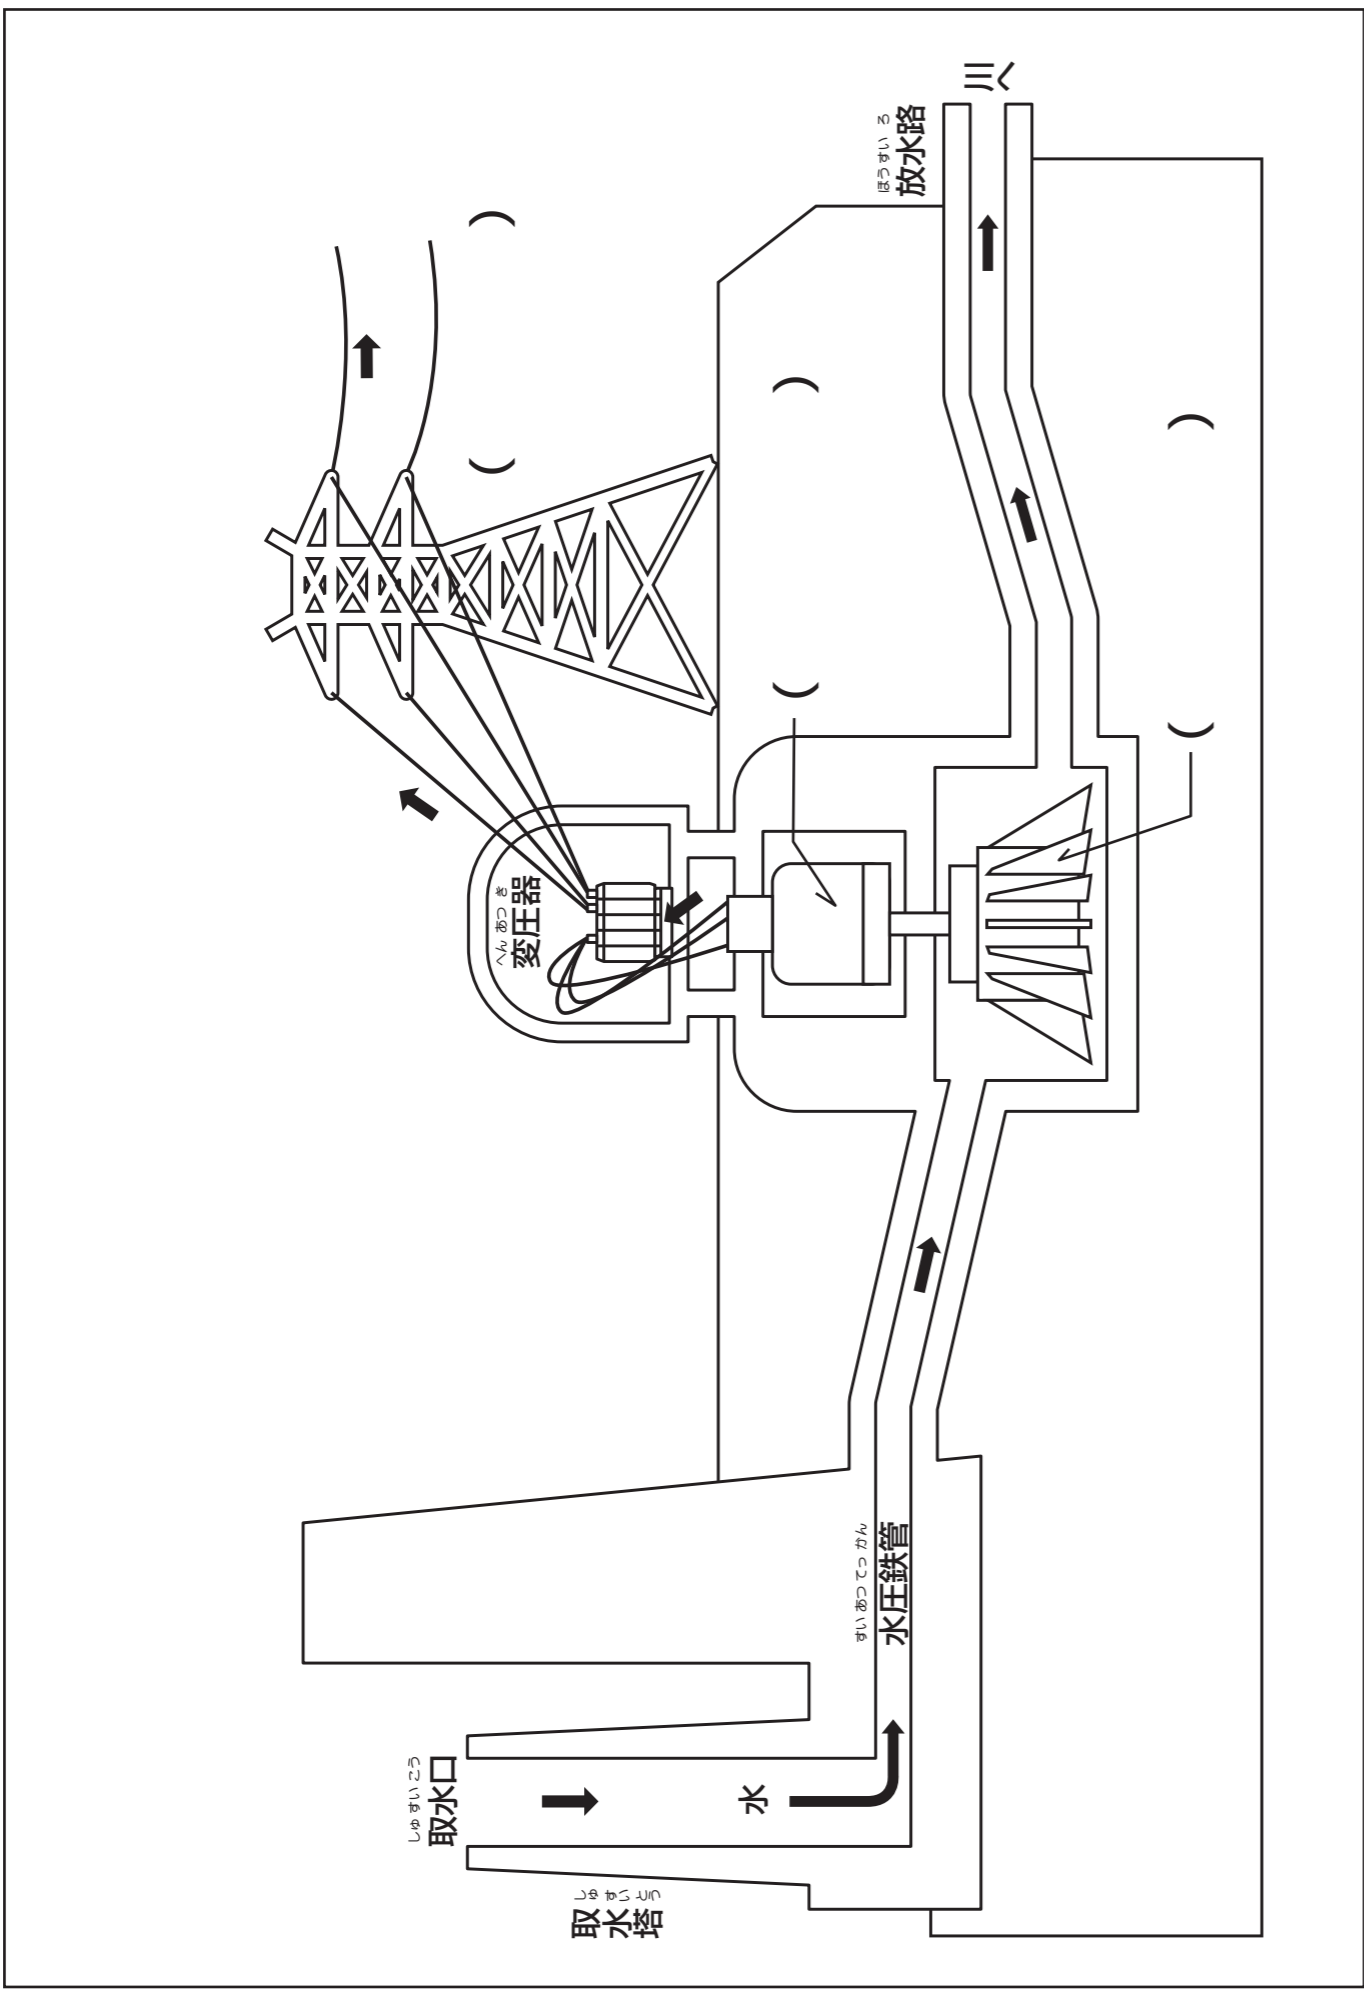 しゅすいこう
取水口
しゅすいとう
取水塔
水
すいあつてっかん
水圧鉄管
へんあつき
変圧器
(　　　)
(　　　)
(　　　)
ほうすいろ
放水路
川へ